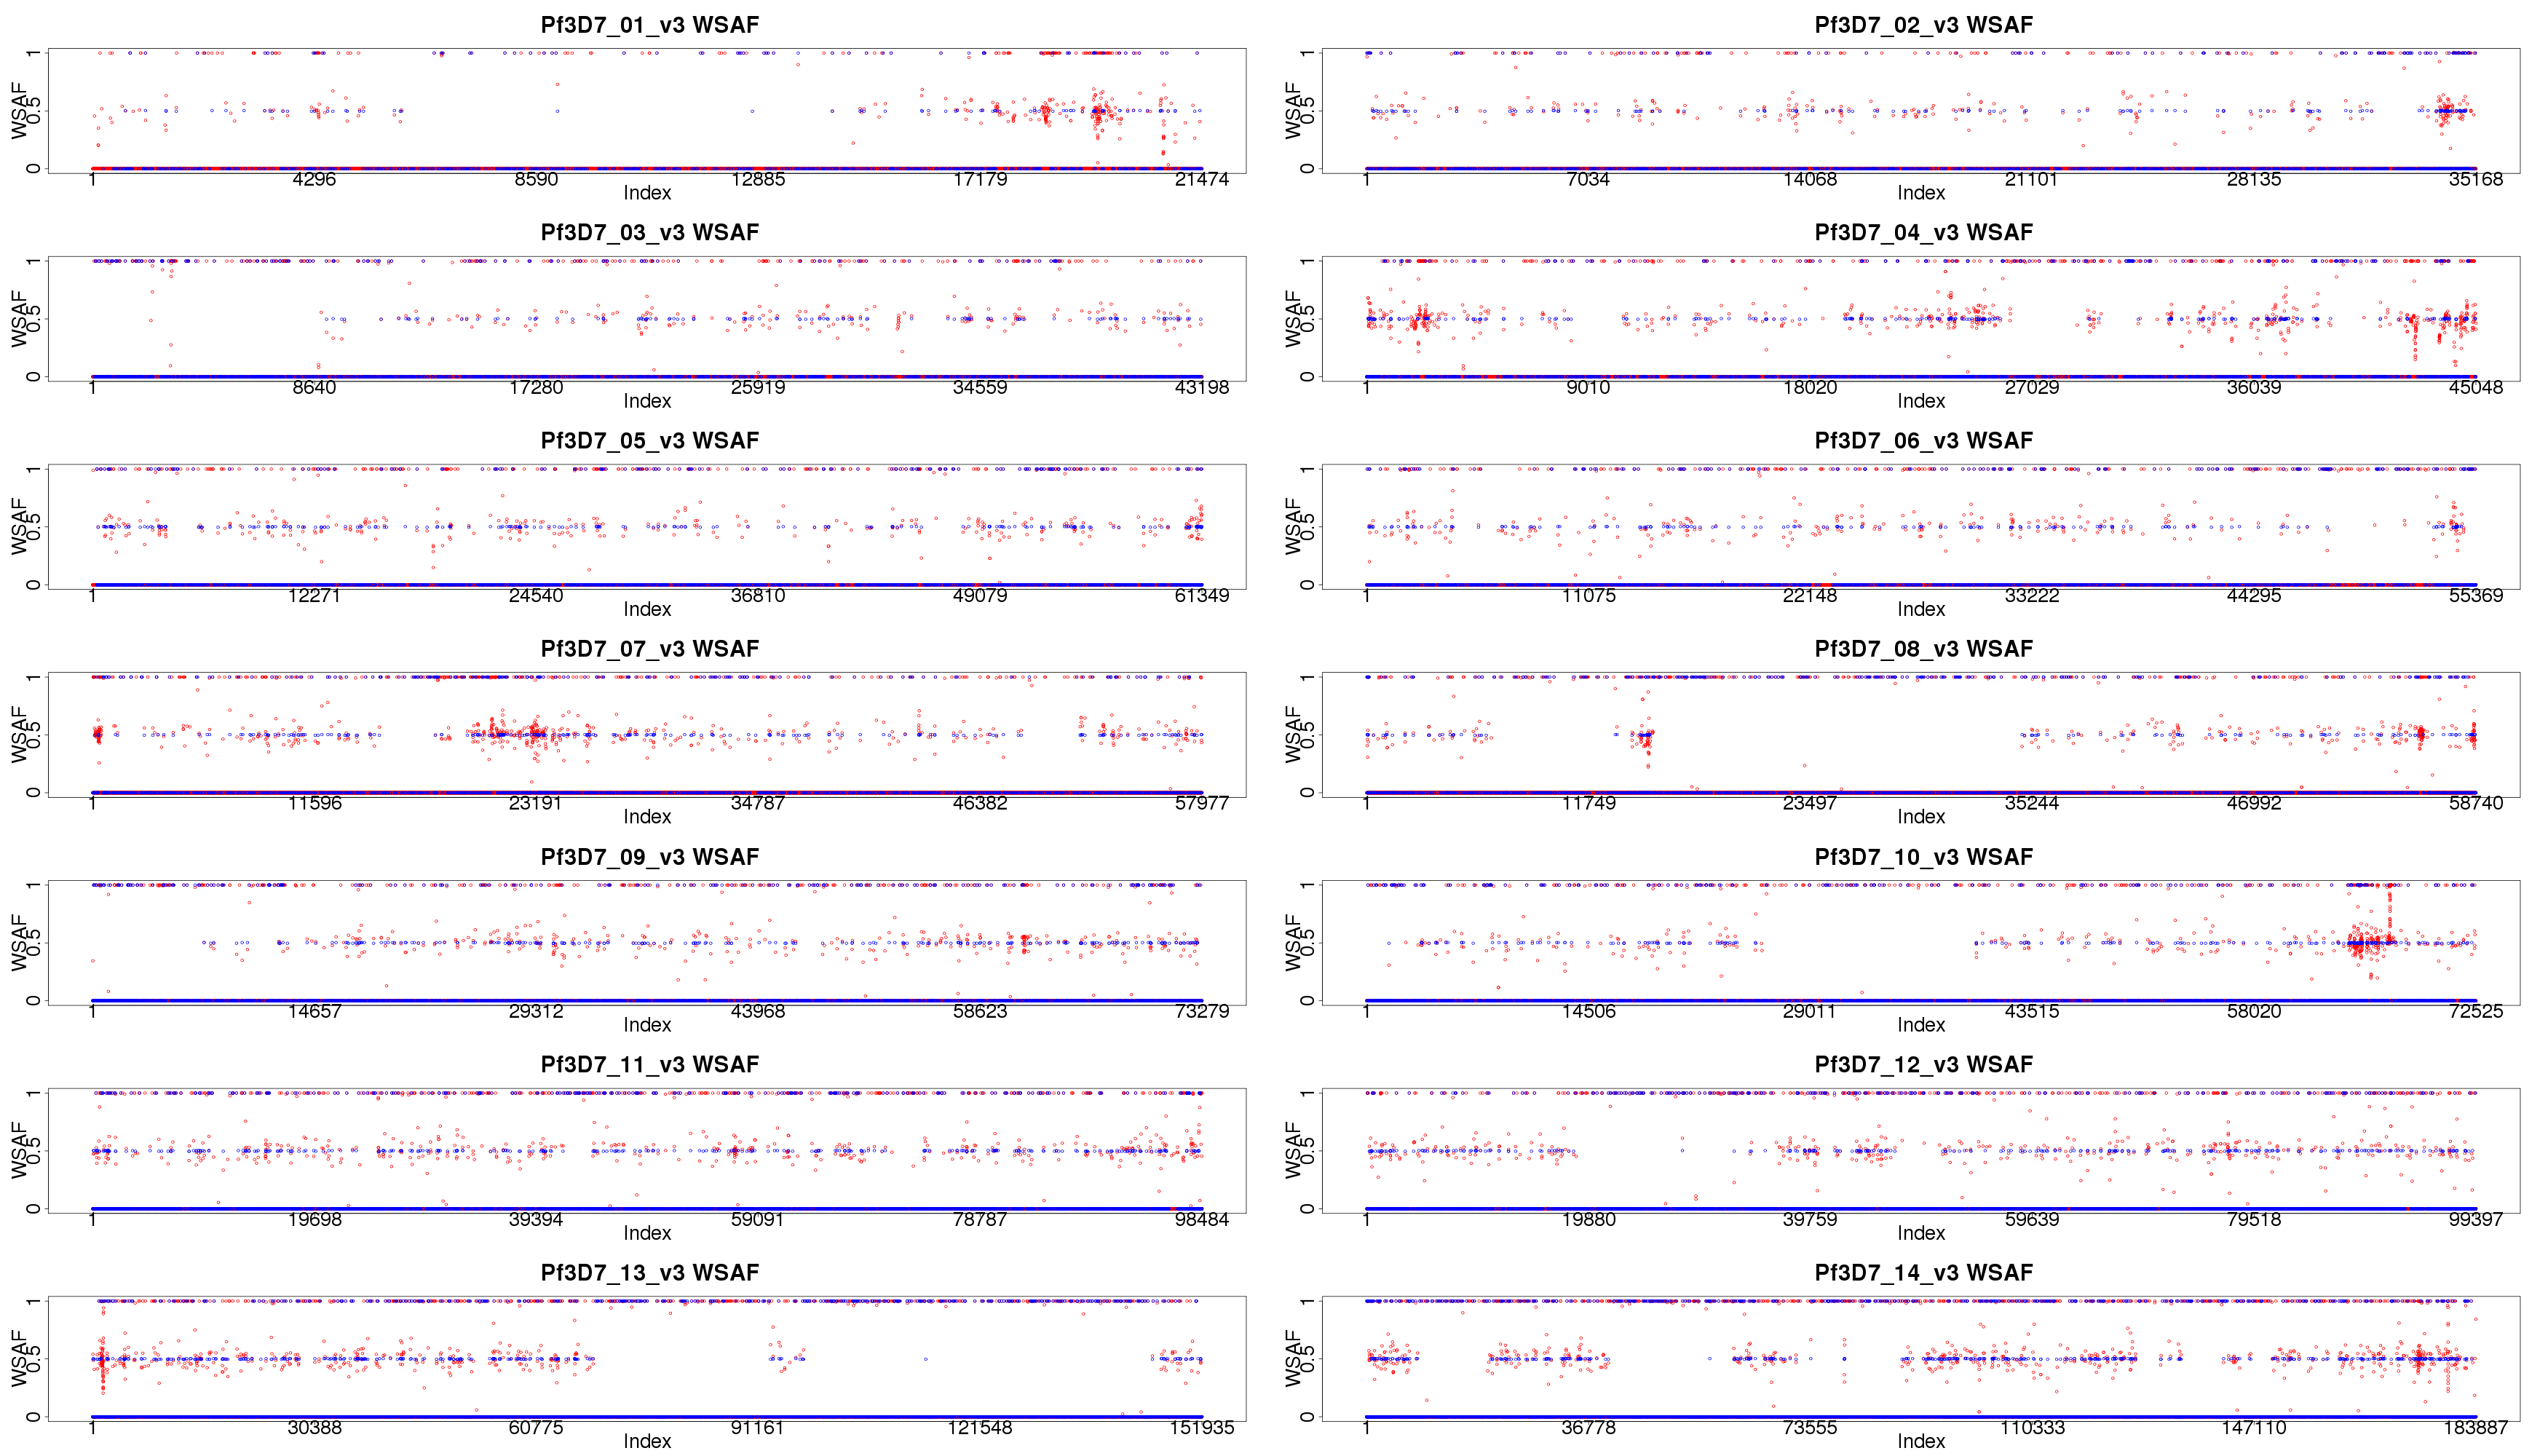 Pf3D7_01_v3 WSAF
WSAF
0 0.5 1
1 4296 8590 12885 17179 21474
Index
Pf3D7_02_v3 WSAF
WSAF
0 0.5 1
1 7034 14068 21101 28135 35168
Index
Pf3D7_03_v3 WSAF
WSAF
0 0.5 1
1 8640 17280 25919 34559 43198
Index
Pf3D7_04_v3 WSAF
WSAF
0 0.5 1
1 9010 18020 27029 36039 45048
Index
Pf3D7_05_v3 WSAF
WSAF
0 0.5 1
1 12271 24540 36810 49079 61349
Index
Pf3D7_06_v3 WSAF
WSAF
0 0.5 1
1 11075 22148 33222 44295 55369
Index
Pf3D7_07_v3 WSAF
WSAF
0 0.5 1
1 11596 23191 34787 46382 57977
Index
Pf3D7_08_v3 WSAF
WSAF
0 0.5 1
1 11749 23497 35244 46992 58740
Index
Pf3D7_09_v3 WSAF
WSAF
0 0.5 1
1 14657 29312 43968 58623 73279
Index
Pf3D7_10_v3 WSAF
WSAF
0 0.5 1
1 14506 29011 43515 58020 72525
Index
Pf3D7_11_v3 WSAF
WSAF
0 0.5 1
1 19698 39394 59091 78787 98484
Index
Pf3D7_12_v3 WSAF
WSAF
0 0.5 1
1 19880 39759 59639 79518 99397
Index
Pf3D7_13_v3 WSAF
WSAF
0 0.5 1
1 30388 60775 91161 121548 151935
Index
Pf3D7_14_v3 WSAF
WSAF
0 0.5 1
1 36778 73555 110333 147110 183887
Index